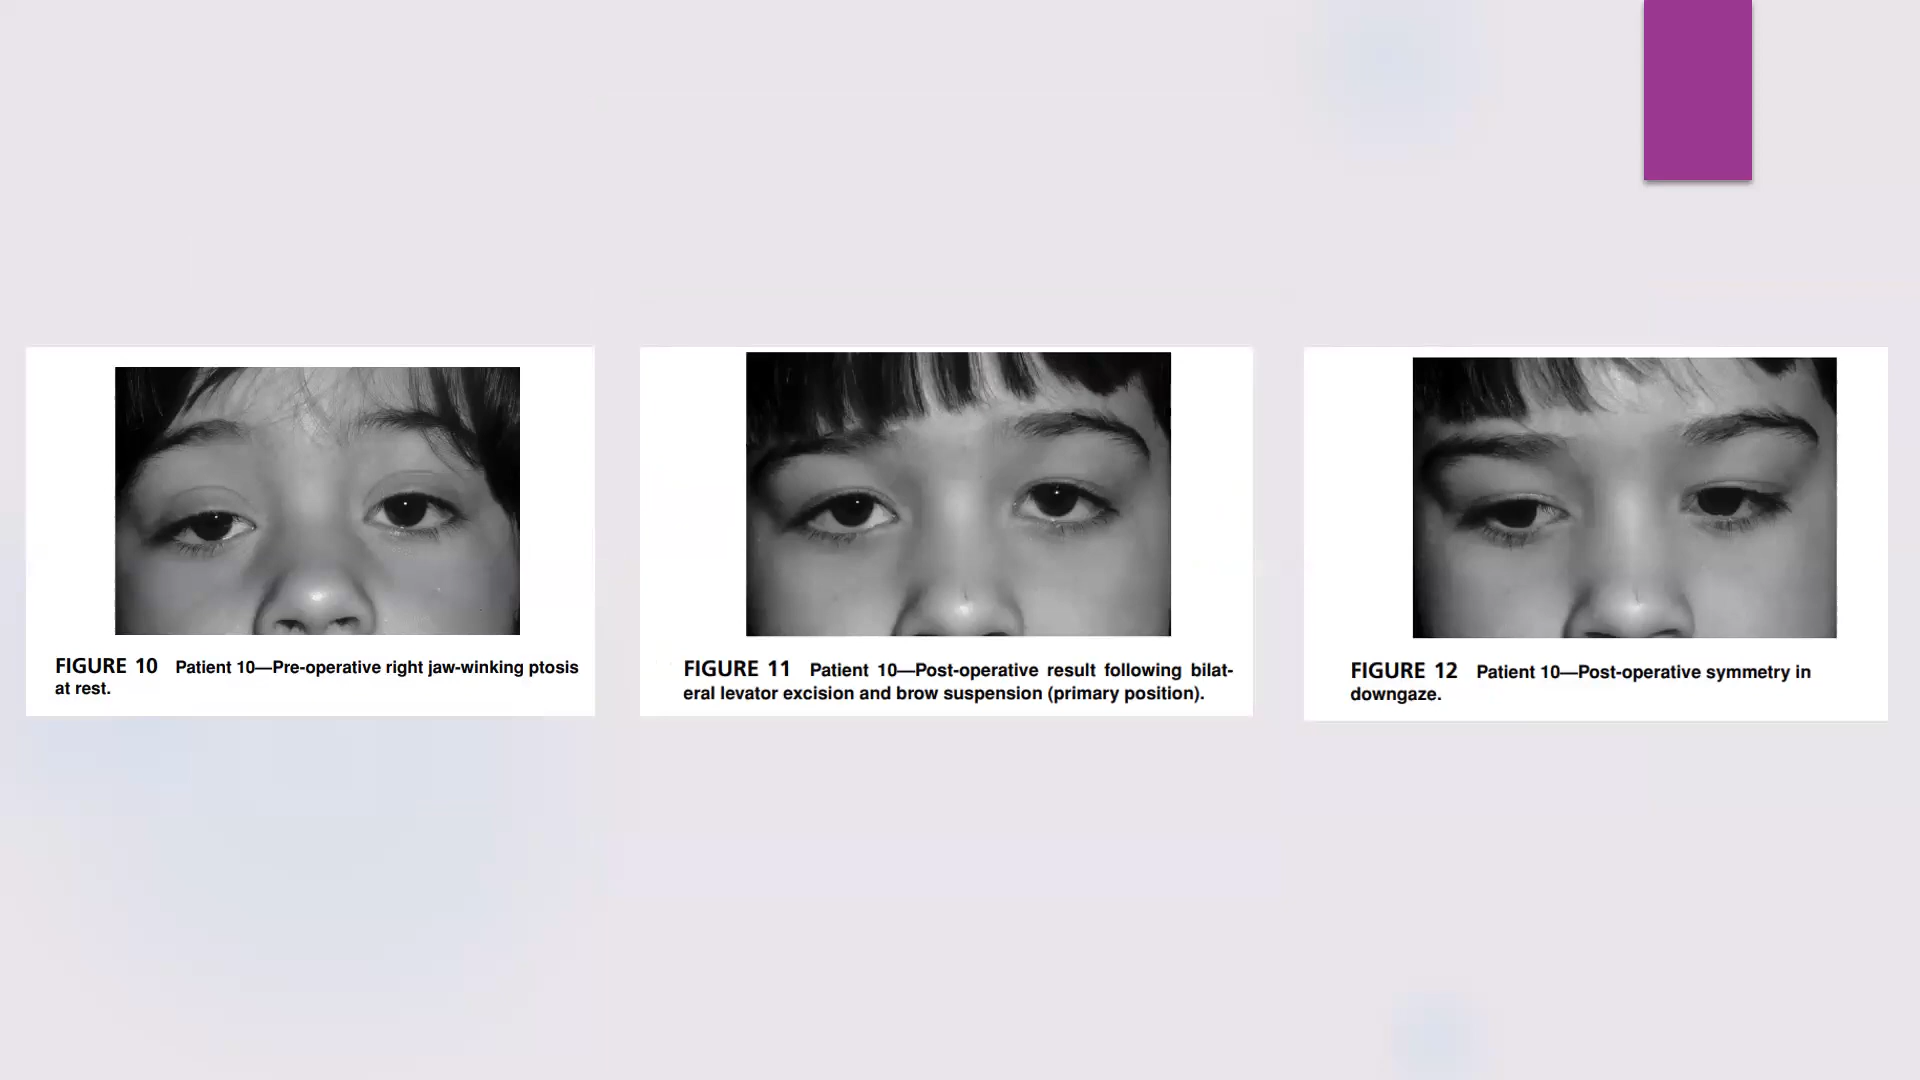 FIGURE 10 Patient 10—Pre-operative right jaw-winking ptosis
at rest.
FIGURE 11 Patient 10—Post-operative result following bilat-
eral levator excision and brow suspension (primary position).
FIGURE 12 Patient 10—Post-operative symmetry in
downgaze.